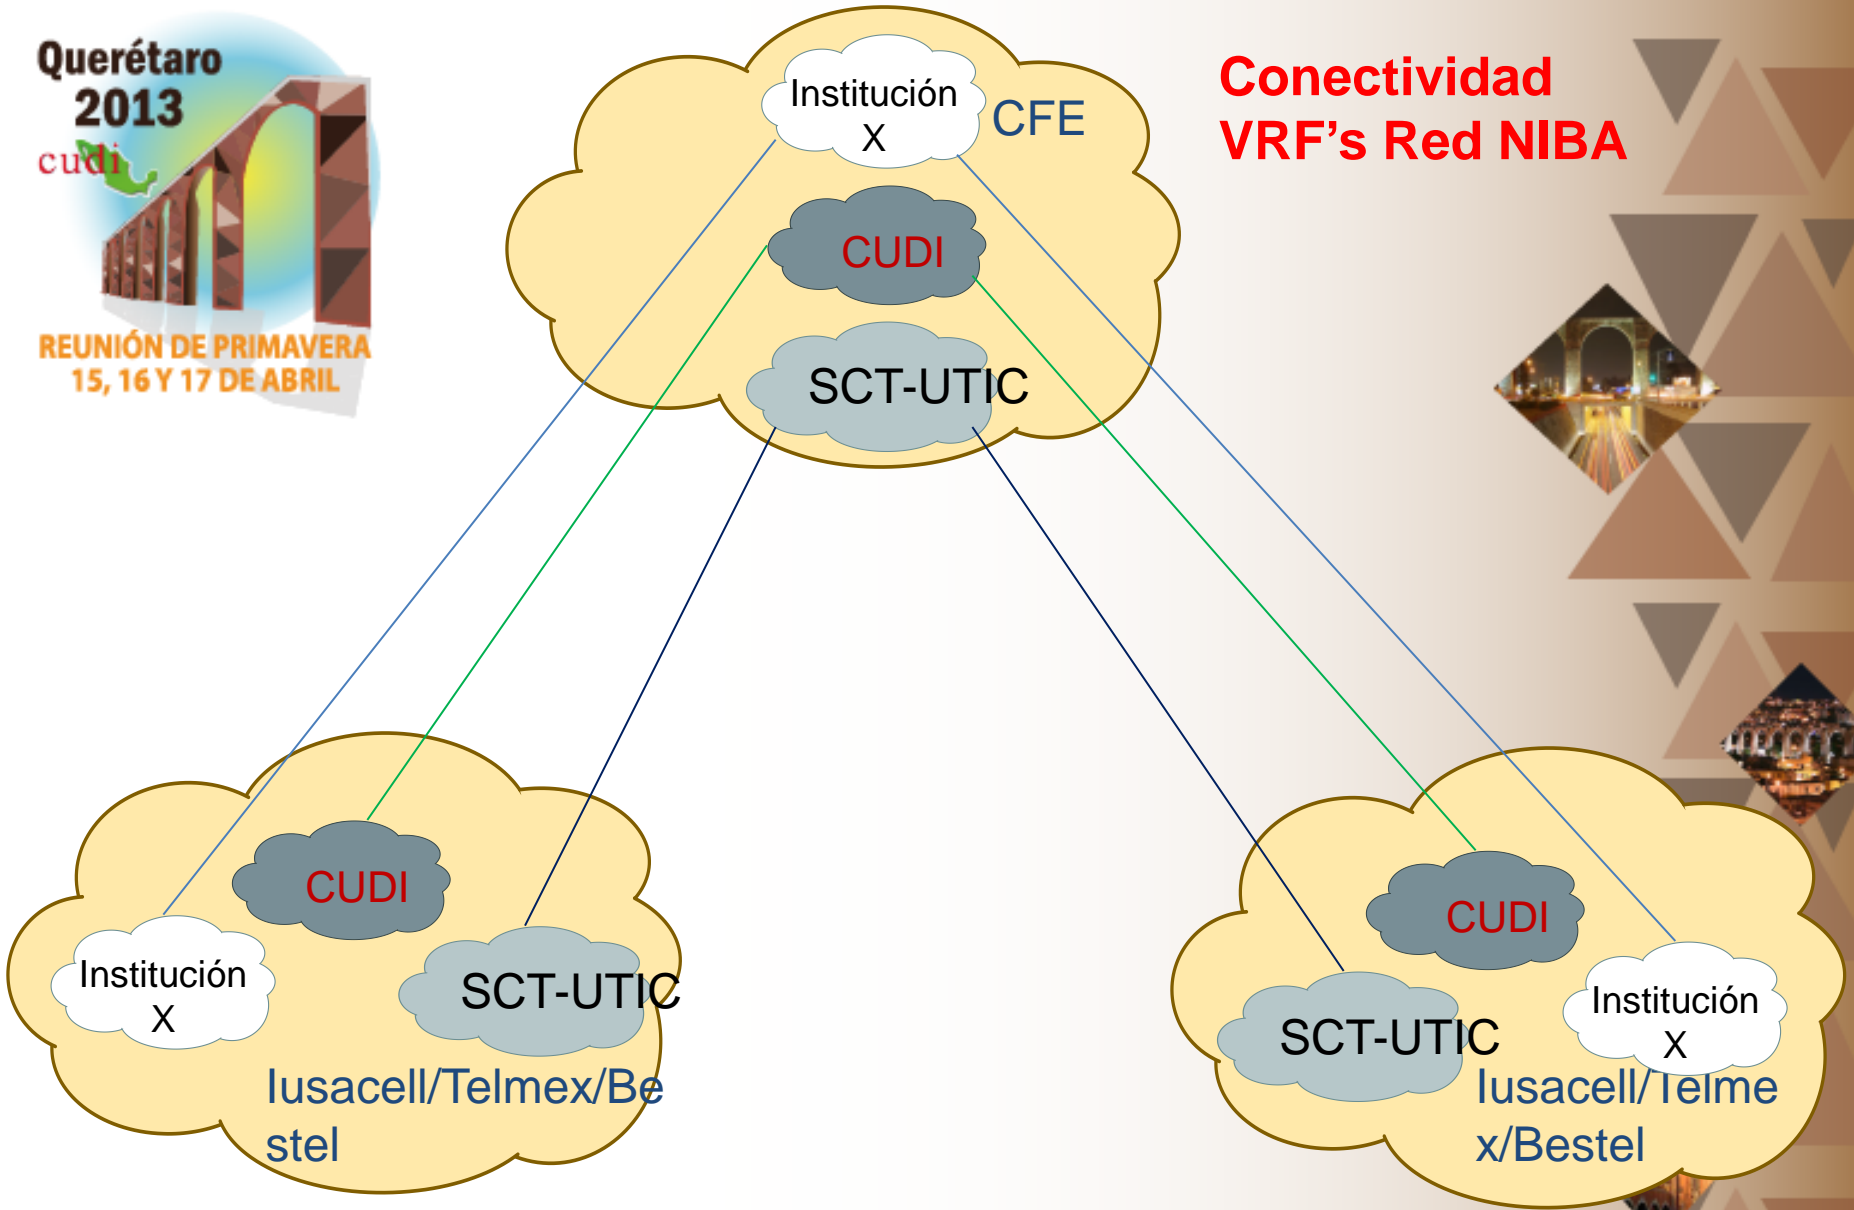 Querétaro
2013
cudi
REUNIÓN DE PRIMAVERA
15, 16 Y 17 DE ABRIL
Conectividad
VRF's Red NIBA
Institución
X
CFE
CUDI
SCT-UTIC
CUDI
Institución
X
SCT-UTIC
Iusacell/Telmex/Be
stel
CUDI
Institución
X
SCT-UTIC
Iusacell/Telme
x/Bestel